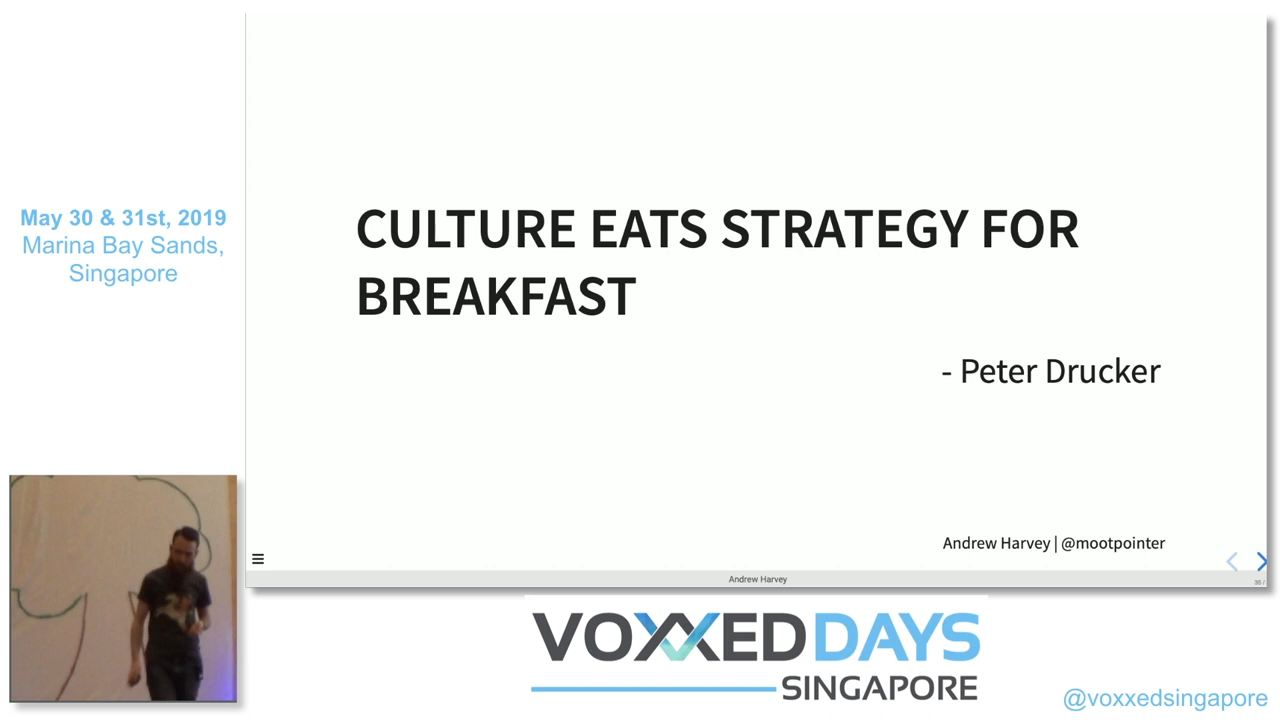 May 30 & 31st, 2019
Marina Bay Sands,
Singapore
CULTURE EATS STRATEGY FOR
BREAKFAST
- Peter Drucker
Andrew Harvey | @mootpointer
Andrew Harvey
35 /
VOXXED DAYS
SINGAPORE
@voxxedsingapore